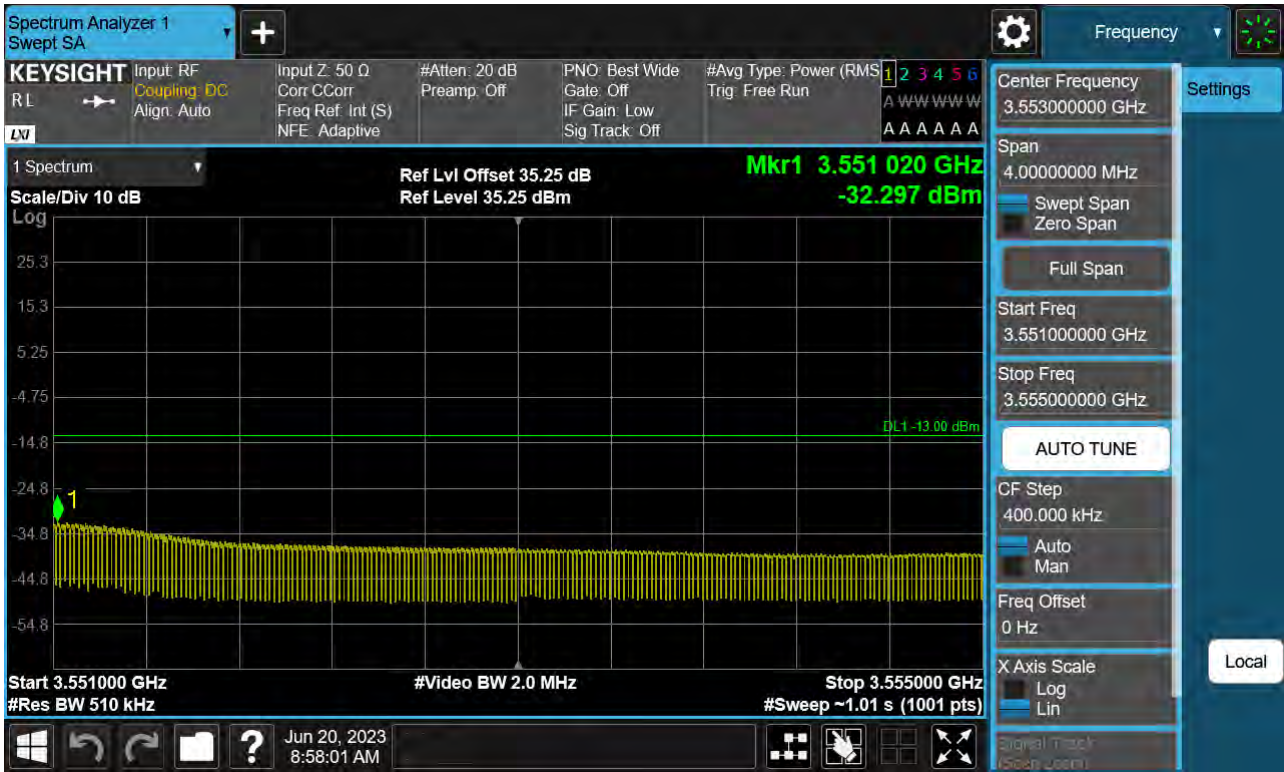 Spectrum Analyzer 1
Swept SA
+
Frequency
KEYSIGHT
RL
LXI
Input: RF
Coupling: DC
Align: Auto
Input Z: 50 Ω
Corr CCorr
Freq Ref: Int (S)
NFE: Adaptive
#Atten: 20 dB
Preamp: Off
PNO: Best Wide
Gate: Off
IF Gain: Low
Sig Track: Off
#Avg Type: Power (RMS
Trig: Free Run
1 2 3 4 5 6
A W W W W W
A A A A A A
1 Spectrum
Scale/Div 10 dB
Log
Ref Lvl Offset 35.25 dB
Ref Level 35.25 dBm
Mkr1 3.551 020 GHz
-32.297 dBm
25.3
15.3
5.25
-4.75
-14.8
-24.8
-34.8
-44.8
-54.8
DL1 -13.00 dBm
1
Start 3.551000 GHz
#Res BW 510 kHz
#Video BW 2.0 MHz
Stop 3.555000 GHz
#Sweep ~1.01 s (1001 pts)
Center Frequency
3.553000000 GHz
Settings
Span
4.00000000 MHz
Swept Span
Zero Span
Full Span
Start Freq
3.551000000 GHz
Stop Freq
3.555000000 GHz
AUTO TUNE
CF Step
400.000 kHz
Auto
Man
Freq Offset
0 Hz
X Axis Scale
Log
Lin
Local
Signal Track
(Span Zoom)
?
Jun 20, 2023
8:58:01 AM